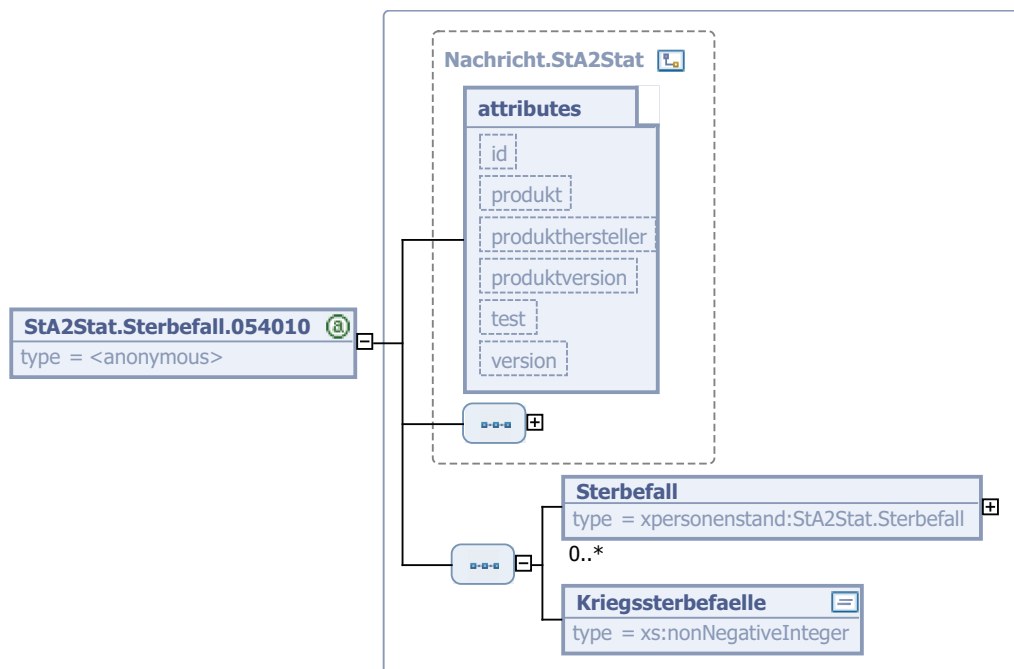 Nachricht.StA2Stat
attributes
id
produkt
produkthersteller
produktversion
test
version
StA2Stat.Sterbefall.054010 @
type = <anonymous>
Sterbefall
type = xpersonenstand:StA2Stat.Sterbefall
0..*
Kriegssterbefaelle
type = xs:nonNegativeInteger